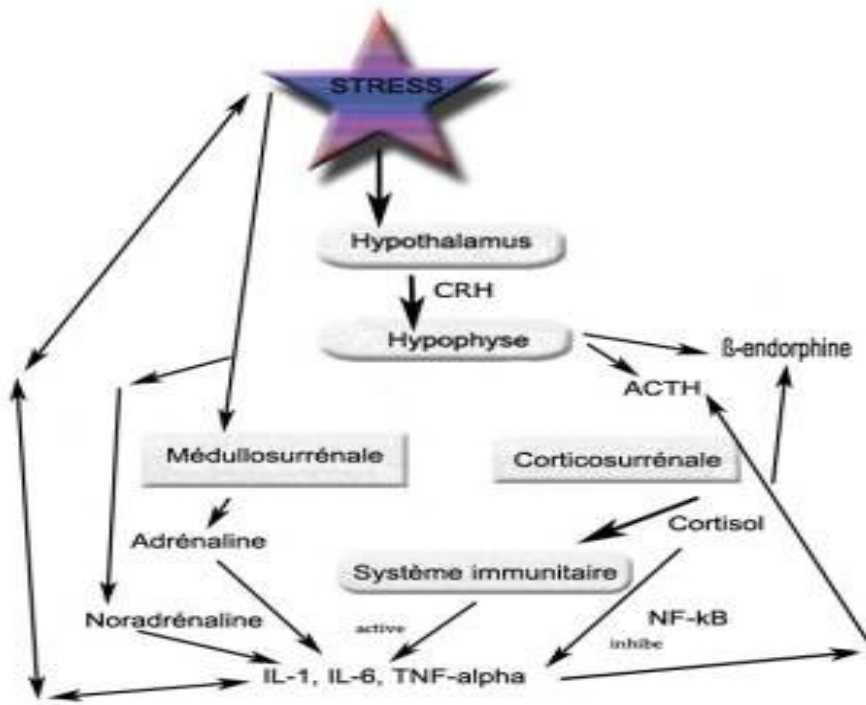 STRESS
Hypothalamus
CRH
Hypophyse
ß-endorphine
ACTH
Médullosurrénale
Corticosurrénale
Adrénaline
Cortisol
Système immunitaire
Noradrénaline
active
NF-kB
inhibe
IL-1, IL-6, TNF-alpha